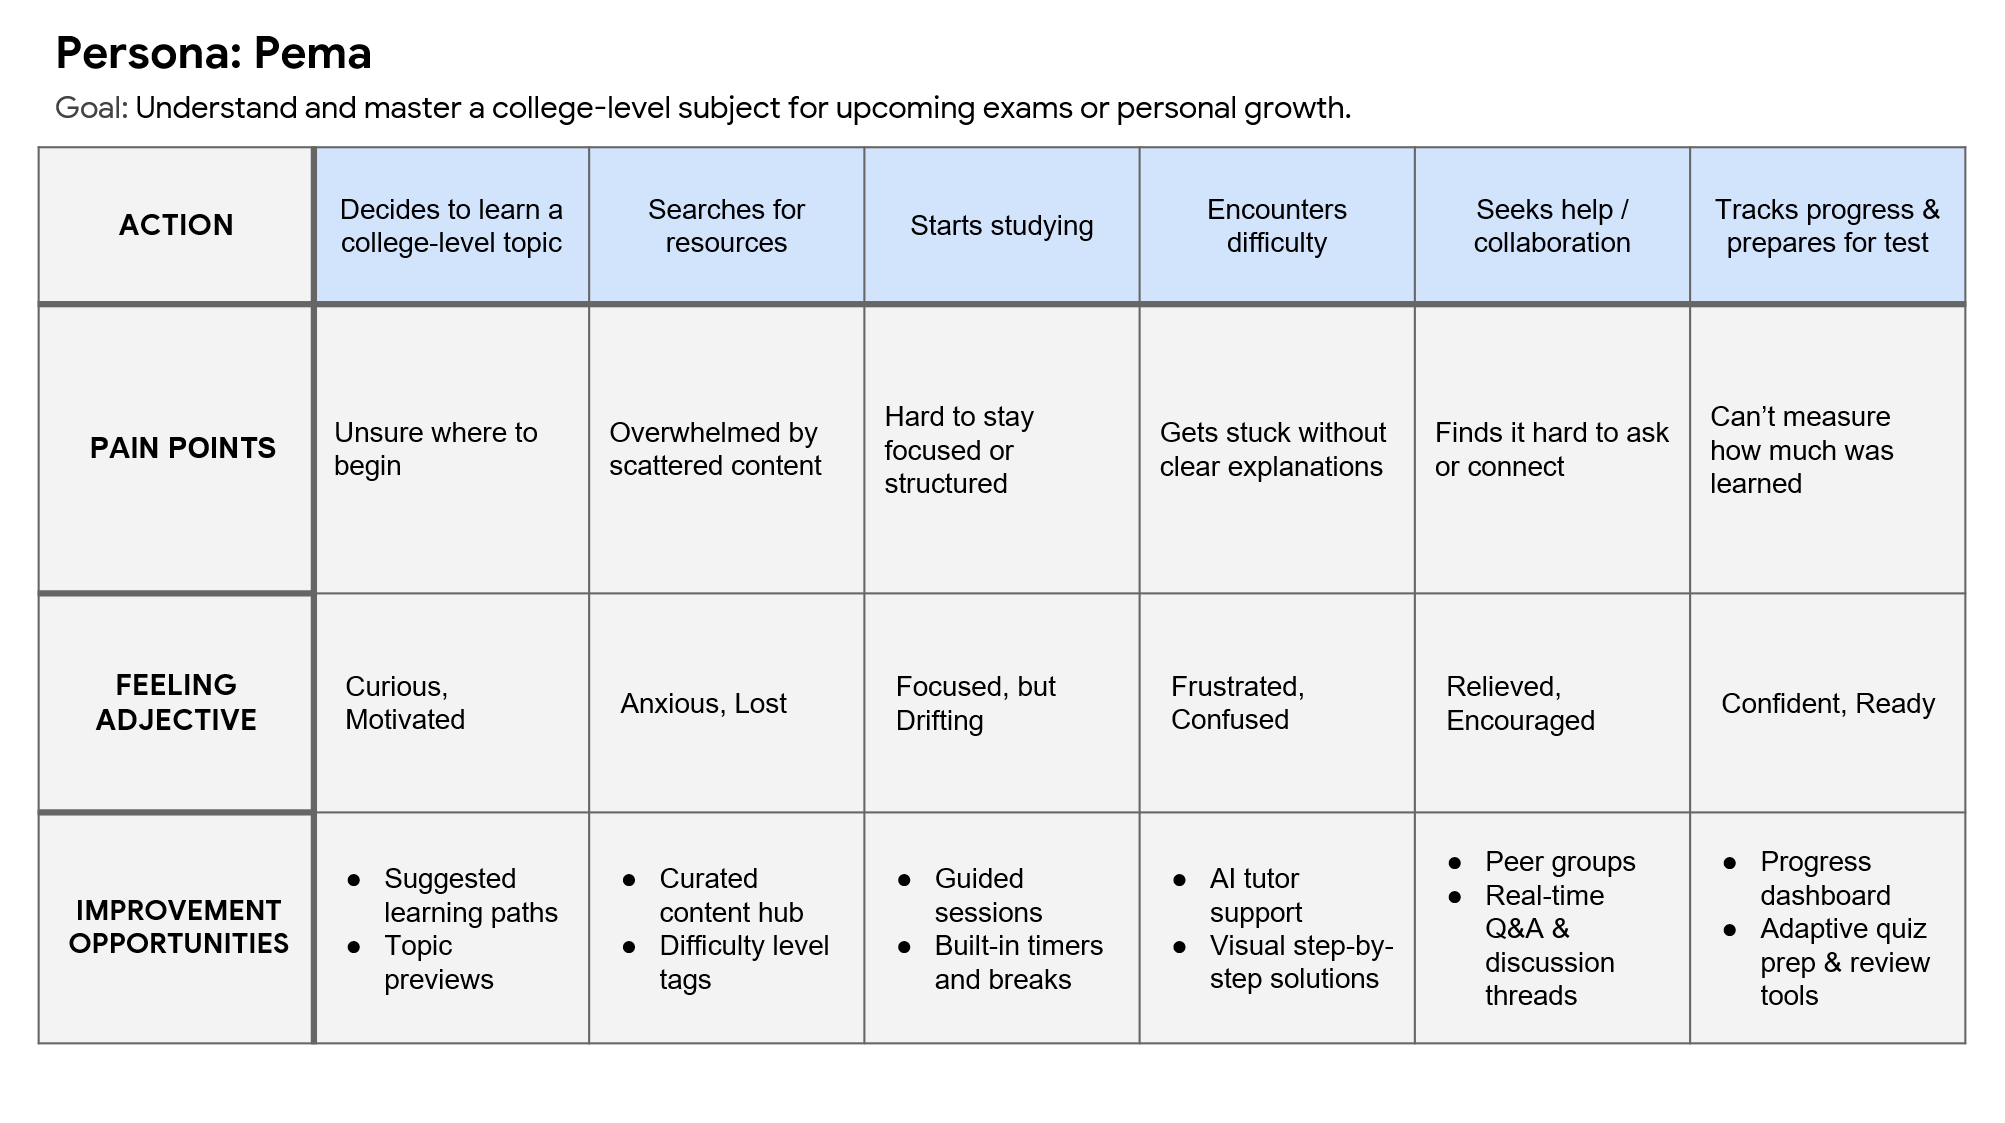 Persona: Pema
Goal: Understand and master a college-level subject for upcoming exams or personal growth.
ACTION
Decides to learn a
college-level topic
Searches for
resources
Starts studying
Encounters
difficulty
Seeks help /
collaboration
Tracks progress &
prepares for test
PAIN POINTS
Unsure where to
begin
Overwhelmed by
scattered content
Hard to stay
focused or
structured
Gets stuck without
clear explanations
Finds it hard to ask
or connect
Can’t measure
how much was
learned
FEELING
ADJECTIVE
Curious,
Motivated
Anxious, Lost
Focused, but
Drifting
Frustrated,
Confused
Relieved,
Encouraged
Confident, Ready
IMPROVEMENT
OPPORTUNITIES
● Suggested
learning paths
● Topic
previews
● Curated
content hub
● Difficulty level
tags
● Guided
sessions
● Built-in timers
and breaks
● AI tutor
support
● Visual step-by-
step solutions
● Peer groups
● Real-time
Q&A &
discussion
threads
● Progress
dashboard
● Adaptive quiz
prep & review
tools